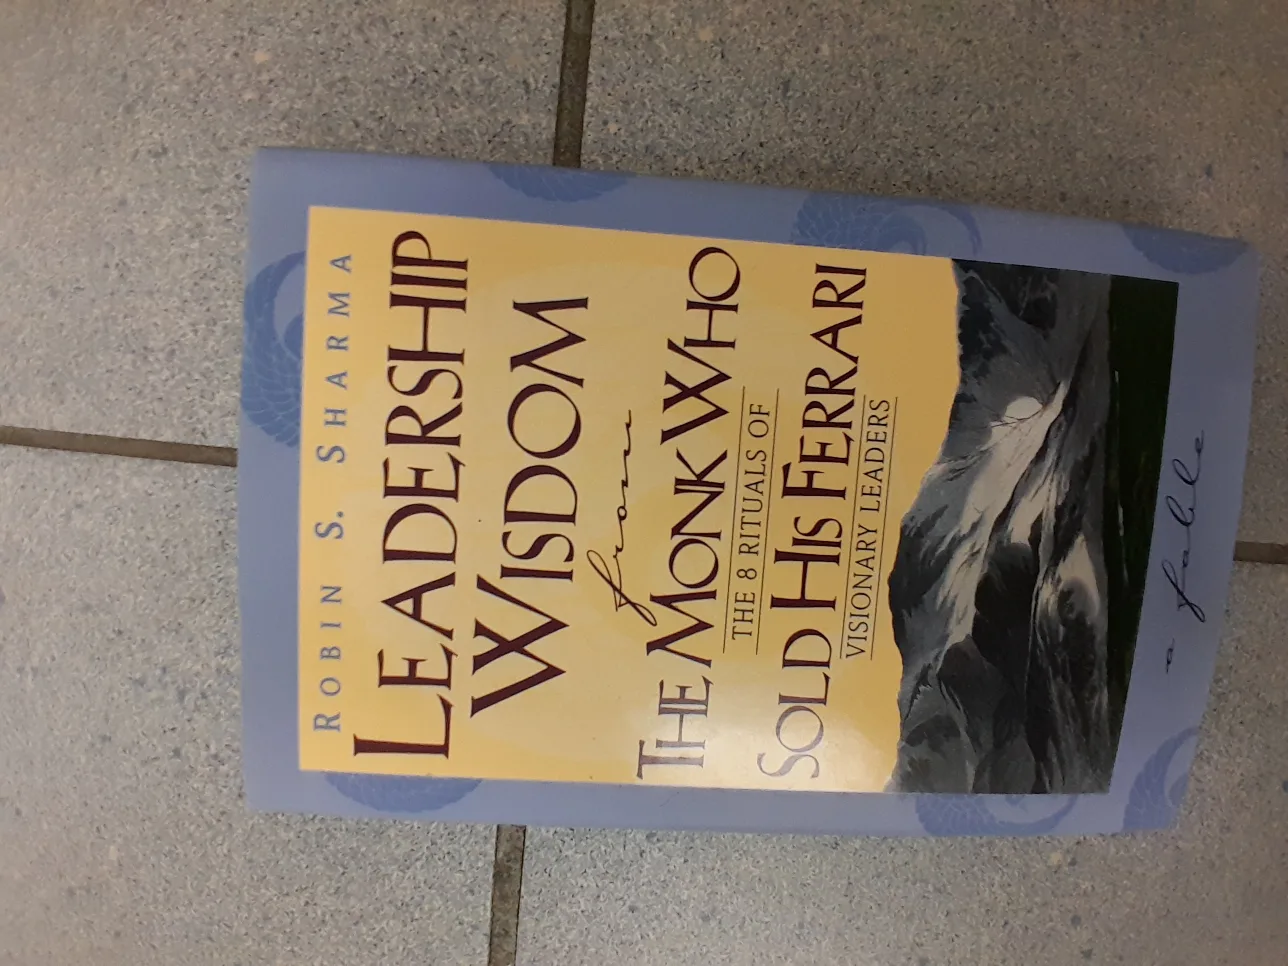 ROBIN S. SHARMA
LEADERSHIP
WISDOM
from
THE MONK WHO
THE 8 RITUALS OF
SOLD HIS FERRARI
VISIONARY LEADERS
a fable